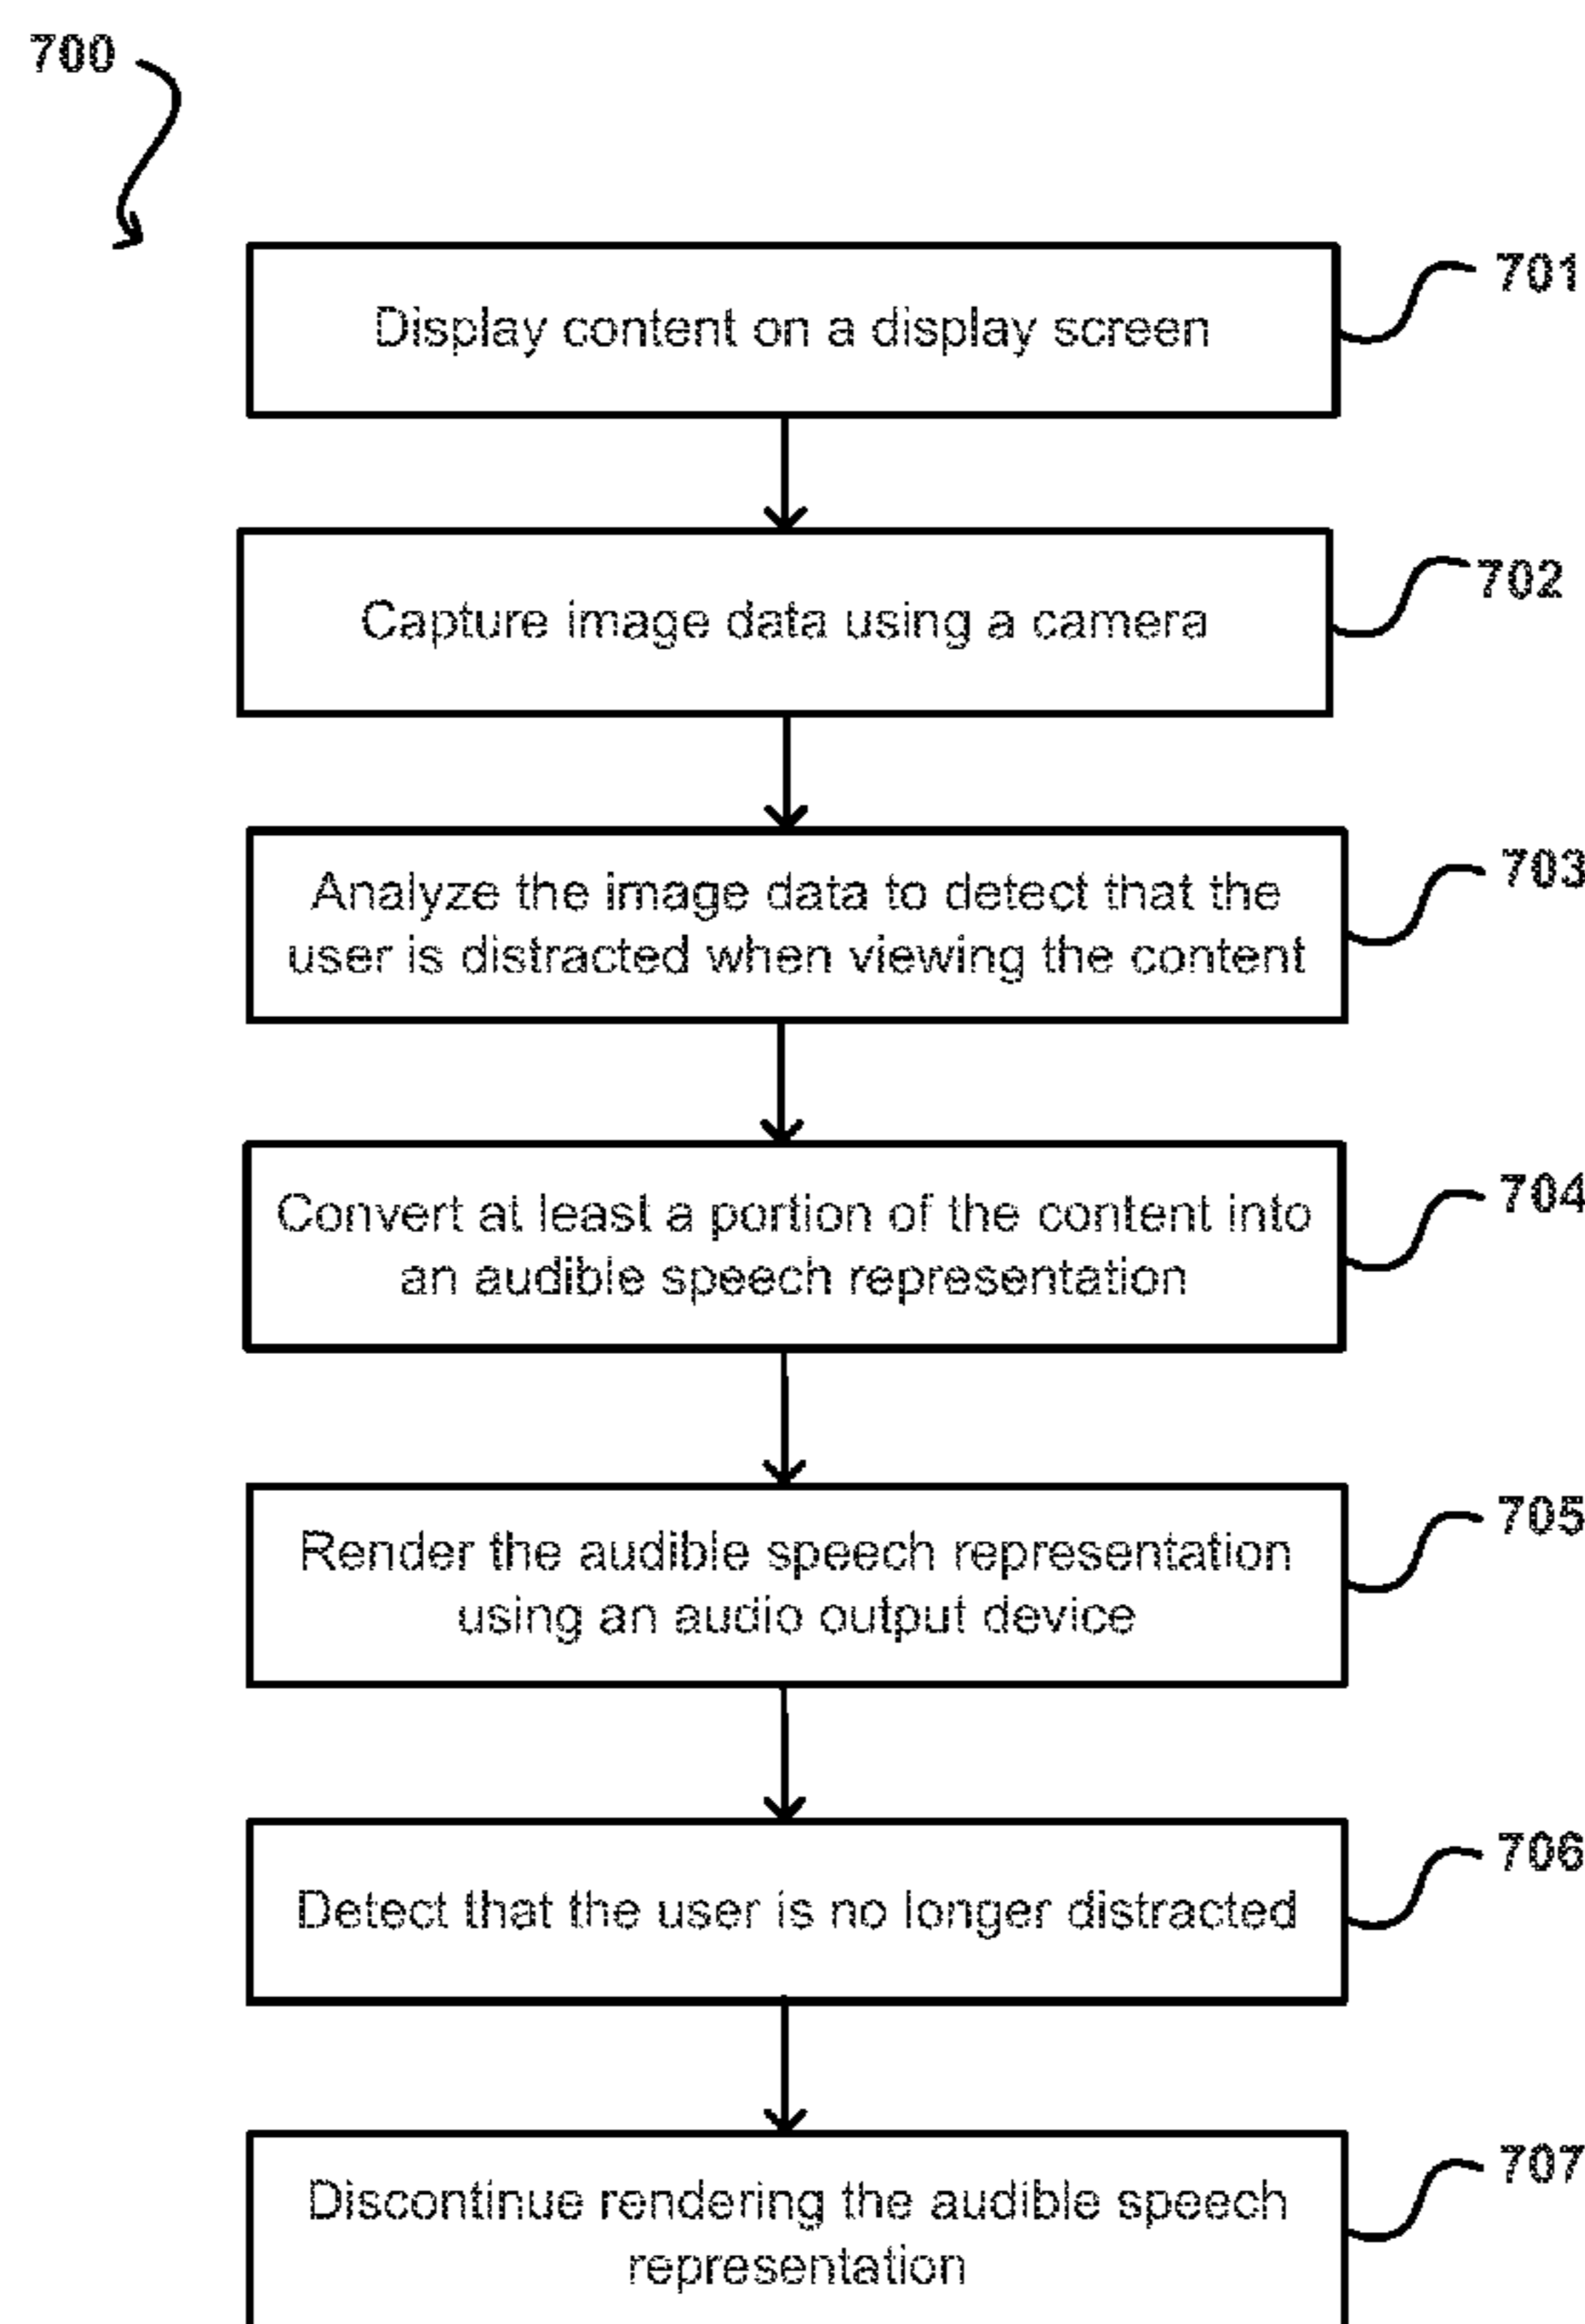 700
Display content on a display screen
701
Capture image data using a camera
702
Analyze the image data to detect that the
user is distracted when viewing the content
703
Convert at least a portion of the content into
an audible speech representation
704
Render the audible speech representation
using an audio output device
705
Detect that the user is no longer distracted
706
Discontinue rendering the audible speech
representation
707